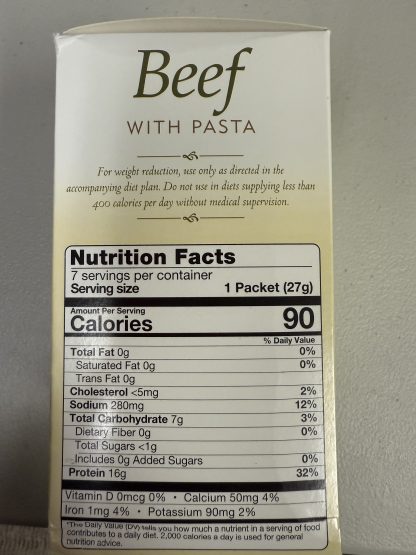 Beef
WITH PASTA
For weight reduction, use only as directed in the
accompanying diet plan. Do not use in diets supplying less than
400 calories per day without medical supervision.
Nutrition Facts
7 servings per container
Serving size 1 Packet (27g)
Amount Per Serving
Calories 90
% Daily Value
Total Fat 0g 0%
Saturated Fat 0g 0%
Trans Fat 0g
Cholesterol <5mg 2%
Sodium 280mg 12%
Total Carbohydrate 7g 3%
Dietary Fiber 0g 0%
Total Sugars <1g
Includes 0g Added Sugars 0%
Protein 16g 32%
Vitamin D 0mcg 0% • Calcium 50mg 4%
Iron 1mg 4% • Potassium 90mg 2%
*The Daily Value (DV) tells you how much a nutrient in a serving of food
contributes to a daily diet. 2,000 calories a day is used for general
nutrition advice.